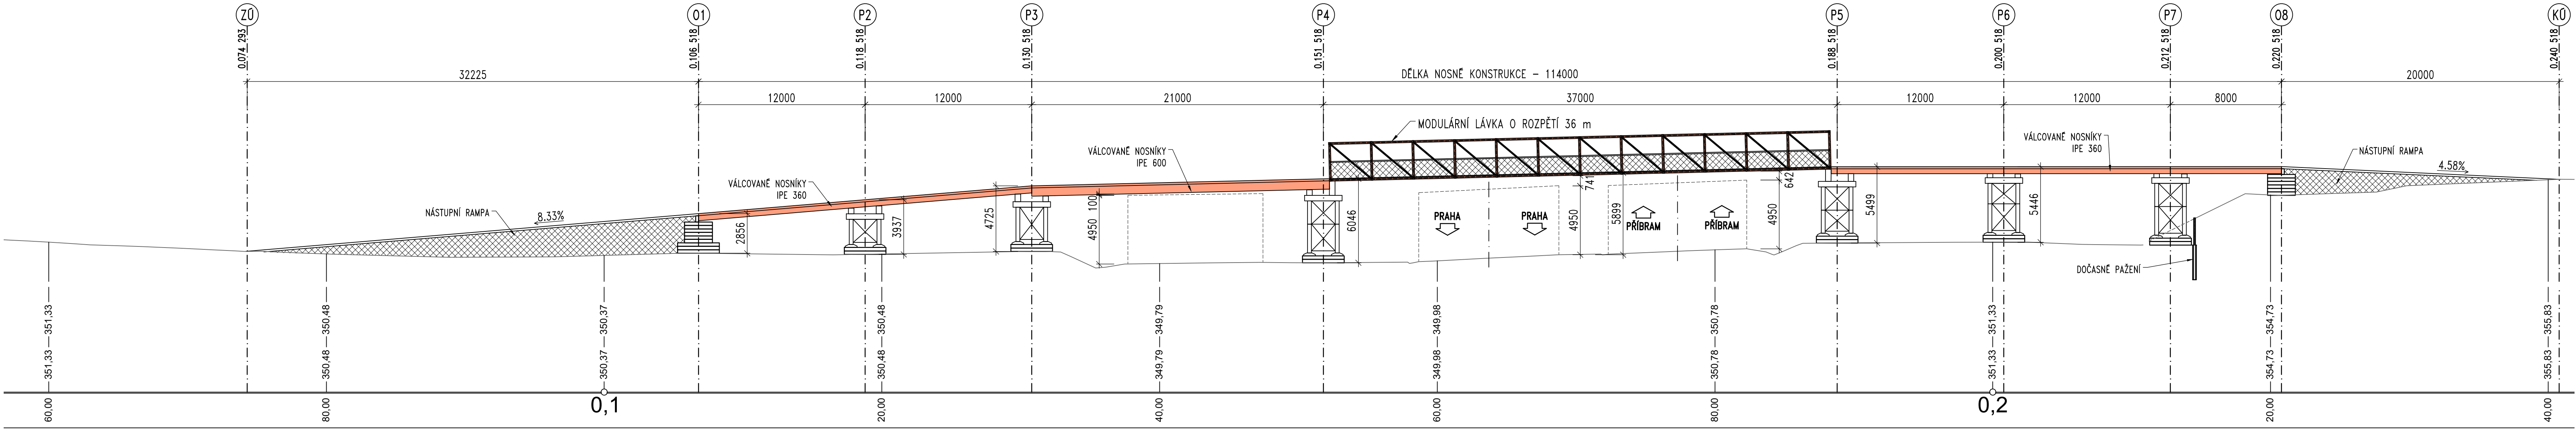 ZÚ
O1
P2
P3
P4
P5
P6
P7
O8
KÚ
0,074 293
0,106 518
0,118 518
0,130 518
0,151 518
0,188 518
0,200 518
0,212 518
0,220 518
0,240 518
32225
DÉLKA NOSNÉ KONSTRUKCE – 114000
20000
12000
12000
21000
37000
12000
12000
8000
MODULÁRNÍ LÁVKA O ROZPĚTÍ 36 m
VÁLCOVANÉ NOSNÍKY
IPE 600
VÁLCOVANÉ NOSNÍKY
IPE 360
VÁLCOVANÉ NOSNÍKY
IPE 360
NÁSTUPNÍ RAMPA
4.58%
NÁSTUPNÍ RAMPA
8.33%
2856
3937
4725
4950
100
6046
PRAHA
PRAHA
4950
741
5899
PŘÍBRAM
PŘÍBRAM
4950
642
5499
5446
DOČASNÉ PAŽENÍ
351,33
350,48
350,37
350,48
349,79
349,98
350,78
351,33
354,73
355,83
351,33
350,48
350,37
350,48
349,79
349,98
350,78
351,33
354,73
355,83
60,00
80,00
0,1
20,00
40,00
60,00
80,00
0,2
20,00
40,00